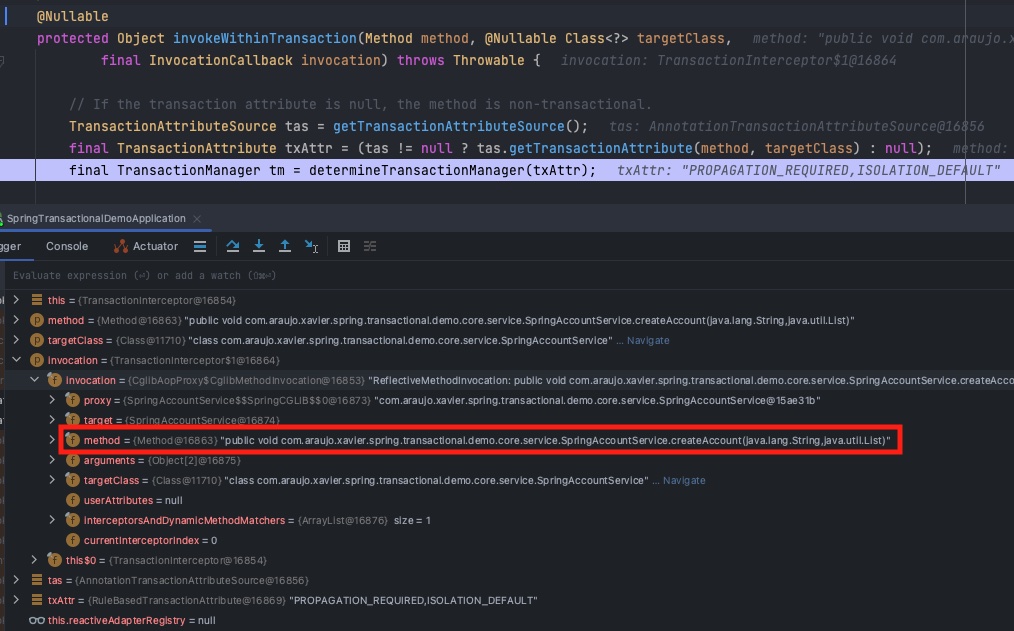 @Nullable
protected Object invokeWithinTransaction(Method method, @Nullable Class<?> targetClass,   method: "public void com.araujo.x
final InvocationCallback invocation) throws Throwable {   invocation: TransactionInterceptor$1@16864
// If the transaction attribute is null, the method is non-transactional.
TransactionAttributeSource tas = getTransactionAttributeSource();   tas: AnnotationTransactionAttributeSource@16856
final TransactionAttribute txAttr = (tas != null ? tas.getTransactionAttribute(method, targetClass) : null);   method:
final TransactionManager tm = determineTransactionManager(txAttr);   txAttr: "PROPAGATION_REQUIRED,ISOLATION_DEFAULT"
SpringTransactionalDemoApplication
gger Console Actuator
Evaluate expression (⏎) or add a watch (⇧⌘⏎)
this = {TransactionInterceptor@16854}
method = {Method@16863} "public void com.araujo.xavier.spring.transactional.demo.core.service.SpringAccountService.createAccount(java.lang.String,java.util.List)"
targetClass = {Class@11710} "class com.araujo.xavier.spring.transactional.demo.core.service.SpringAccountService" ... Navigate
invocation = {TransactionInterceptor$1@16864}
invocation = {CglibAopProxy$CglibMethodInvocation@16853} "ReflectiveMethodInvocation: public void com.araujo.xavier.spring.transactional.demo.core.service.SpringAccountService.createAcco
proxy = {SpringAccountService$$SpringCGLIB$$0@16873} "com.araujo.xavier.spring.transactional.demo.core.service.SpringAccountService@15ae31b"
target = {SpringAccountService@16874}
method = {Method@16863} "public void com.araujo.xavier.spring.transactional.demo.core.service.SpringAccountService.createAccount(java.lang.String,java.util.List)"
arguments = {Object[2]@16875}
targetClass = {Class@11710} "class com.araujo.xavier.spring.transactional.demo.core.service.SpringAccountService" ... Navigate
userAttributes = null
interceptorsAndDynamicMethodMatchers = {ArrayList@16876} size = 1
currentInterceptorIndex = 0
this$0 = {TransactionInterceptor@16854}
tas = {AnnotationTransactionAttributeSource@16856}
txAttr = {RuleBasedTransactionAttribute@16869} "PROPAGATION_REQUIRED,ISOLATION_DEFAULT"
this.reactiveAdapterRegistry = null